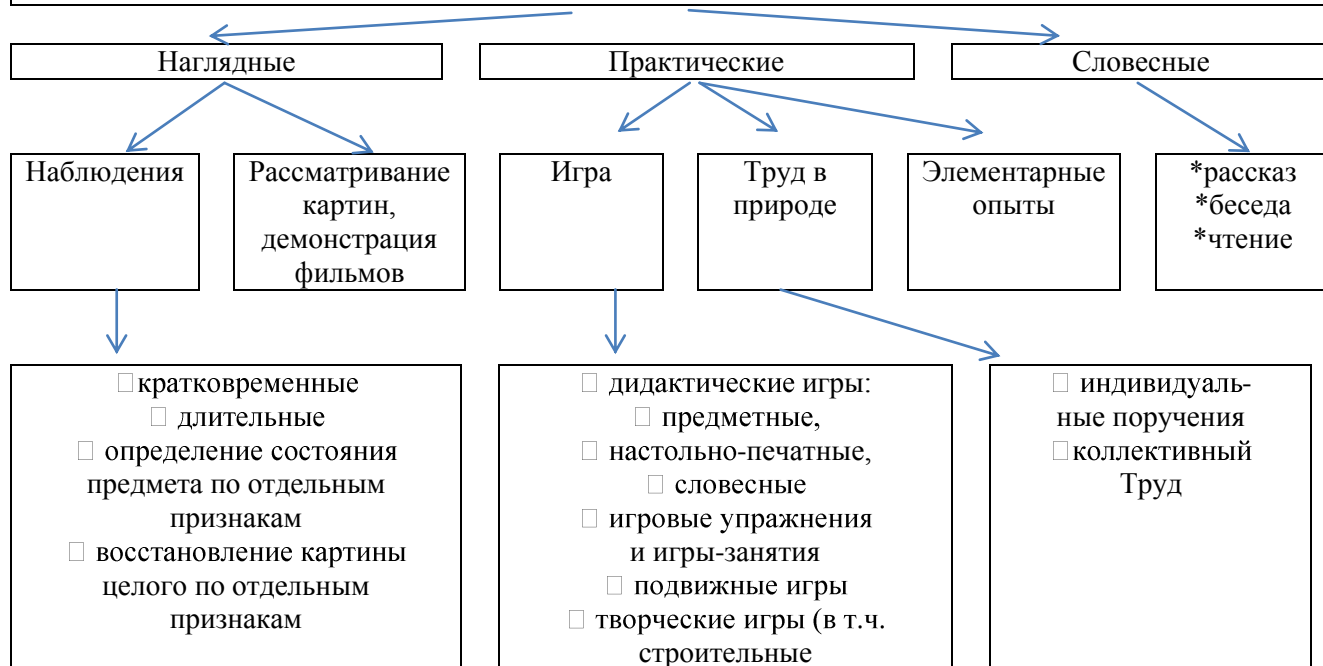 Наглядные
Практические
Словесные
Наблюдения
Рассматривание
картин,
демонстрация
фильмов
Игра
Труд в
природе
Элементарные
опыты
*рассказ
*беседа
*чтение
кратковременные
длительные
определение состояния
предмета по отдельным
признакам
восстановление картины
целого по отдельным
признакам
дидактические игры:
предметные,
настольно-печатные,
словесные
игровые упражнения
и игры-занятия
подвижные игры
творческие игры (в т.ч.
строительные
индивидуаль-
ные поручения
коллективный
Труд